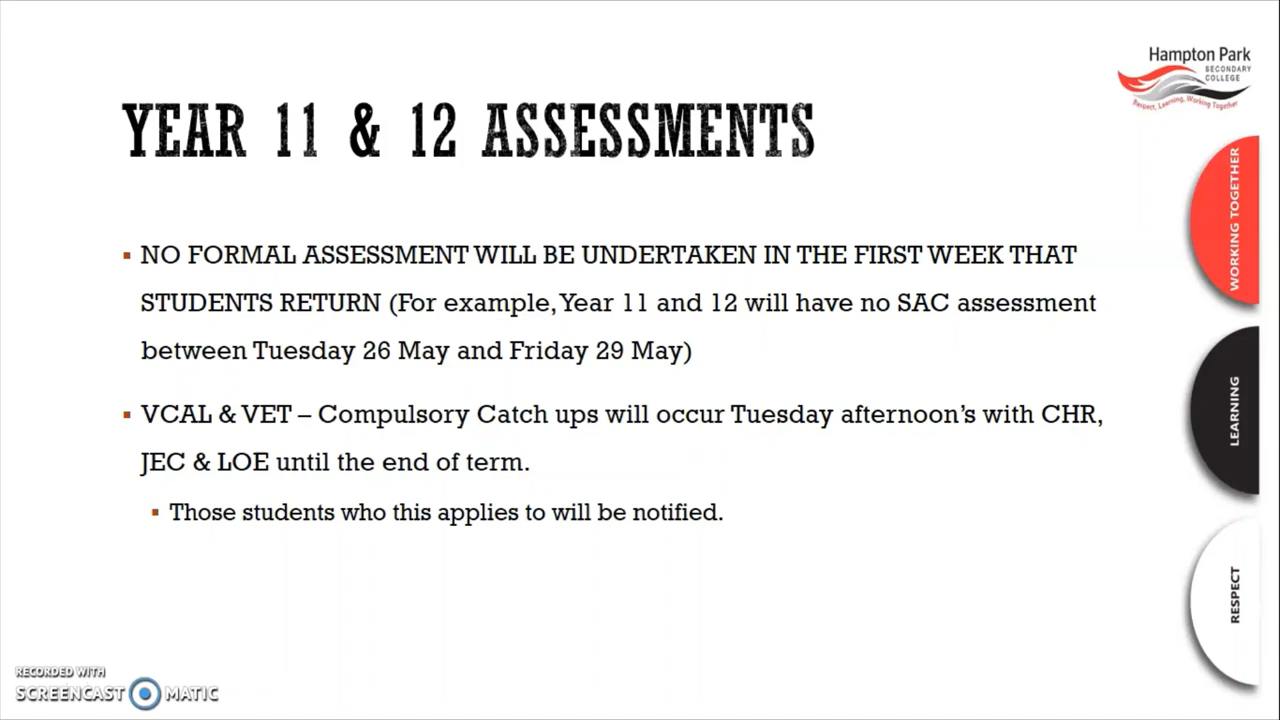 Hampton Park
SECONDARY
COLLEGE
Respect, Learning, Working Together
YEAR 11 & 12 ASSESSMENTS
▪ NO FORMAL ASSESSMENT WILL BE UNDERTAKEN IN THE FIRST WEEK THAT
STUDENTS RETURN (For example, Year 11 and 12 will have no SAC assessment
between Tuesday 26 May and Friday 29 May)
▪ VCAL & VET – Compulsory Catch ups will occur Tuesday afternoon's with CHR,
JEC & LOE until the end of term.
▪ Those students who this applies to will be notified.
WORKING TOGETHER
LEARNING
RESPECT
RECORDED WITH
SCREENCAST MATIC